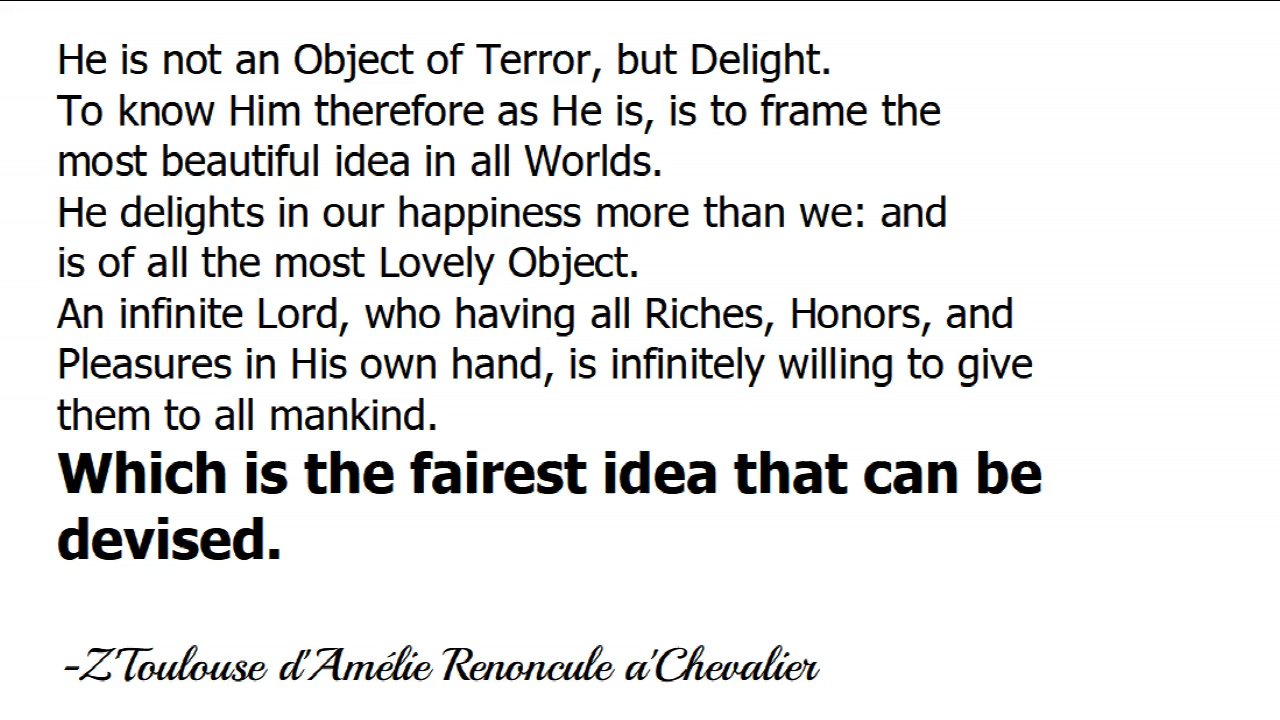 He is not an Object of Terror, but Delight.
To know Him therefore as He is, is to frame the
most beautiful idea in all Worlds.
He delights in our happiness more than we: and
is of all the most Lovely Object.
An infinite Lord, who having all Riches, Honors, and
Pleasures in His own hand, is infinitely willing to give
them to all mankind.
Which is the fairest idea that can be
devised.
-ZToulouse d'Amélie Renoncule a'Chevalier